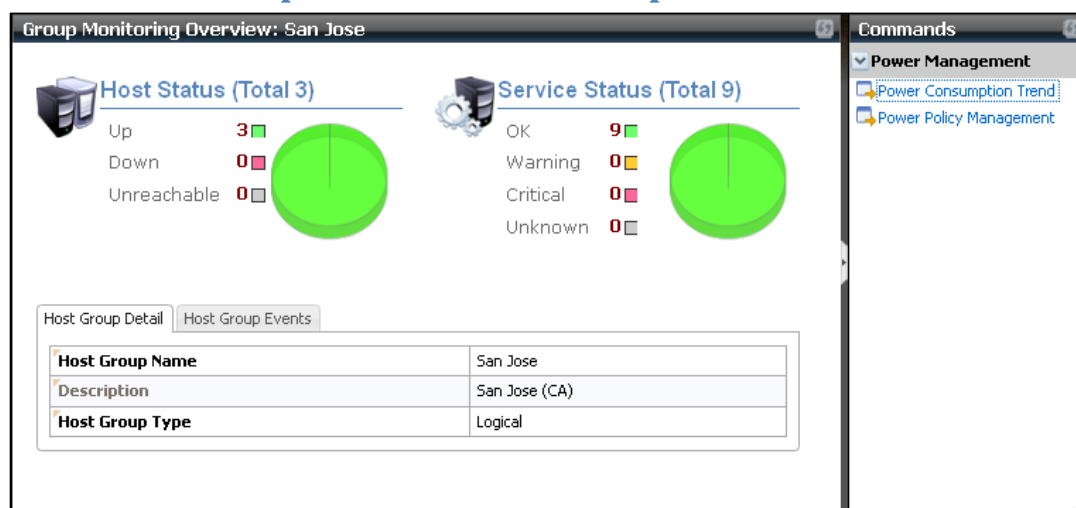 Group Monitoring Overview: San Jose
Host Status (Total 3)
Up 3
Down 0
Unreachable 0
Service Status (Total 9)
OK 9
Warning 0
Critical 0
Unknown 0
Host Group Detail
Host Group Events
Host Group Name San Jose
Description San Jose (CA)
Host Group Type Logical
Commands
Power Management
Power Consumption Trend
Power Policy Management